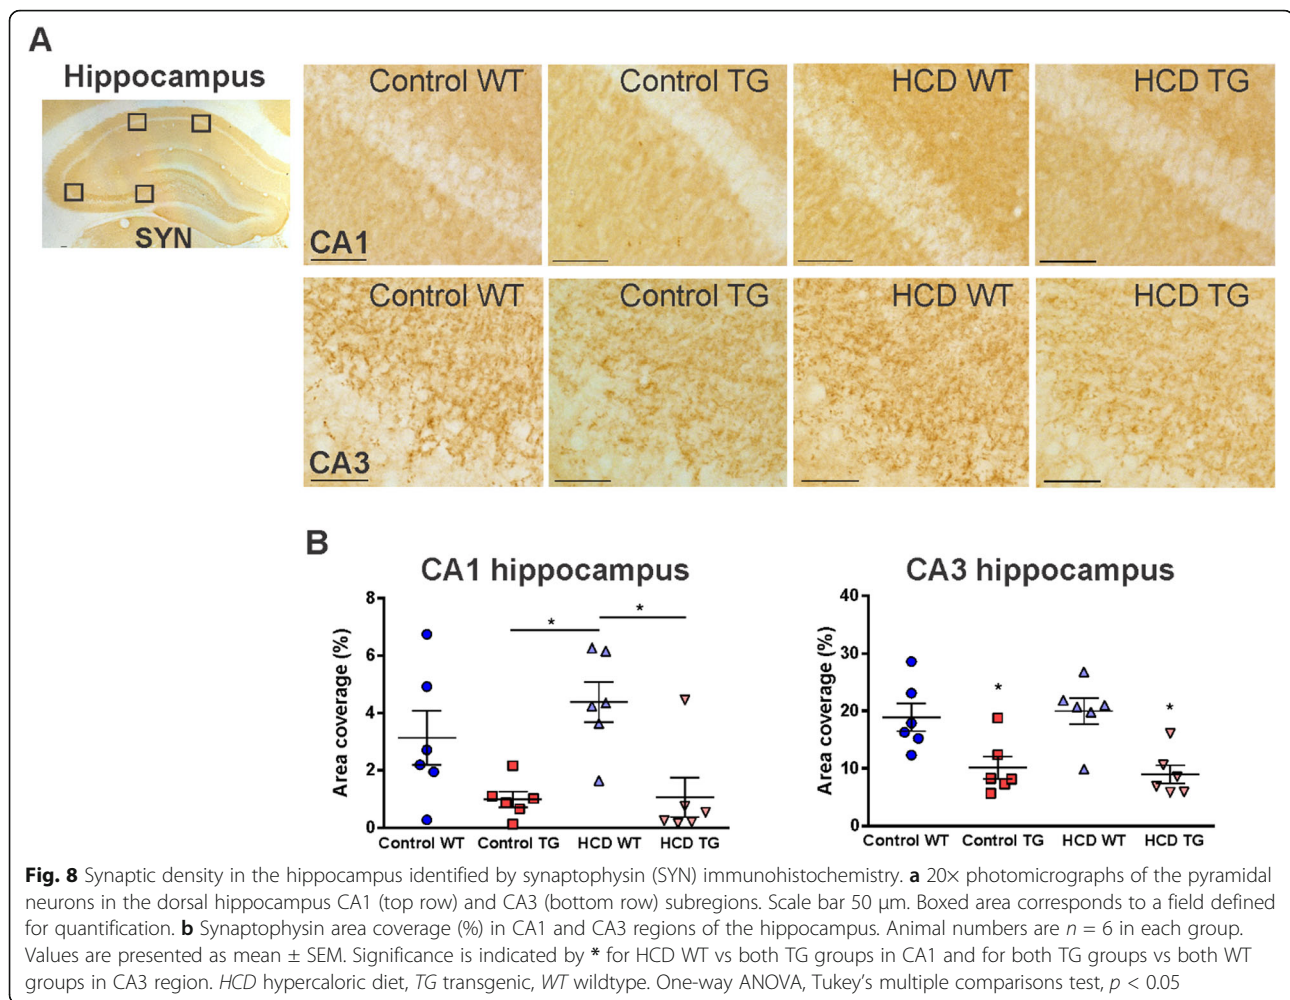 A
Hippocampus
SYN
Control WT
Control TG
HCD WT
HCD TG
CA1
Control WT
Control TG
HCD WT
HCD TG
CA3
B
CA1 hippocampus
Area coverage (%)
8
6
4
2
0
* *
Control WT Control TG HCD WT HCD TG
CA3 hippocampus
Area coverage (%)
40
30
20
10
0
* *
Control WT Control TG HCD WT HCD TG
Fig. 8 Synaptic density in the hippocampus identified by synaptophysin (SYN) immunohistochemistry. a 20× photomicrographs of the pyramidal
neurons in the dorsal hippocampus CA1 (top row) and CA3 (bottom row) subregions. Scale bar 50 μm. Boxed area corresponds to a field defined
for quantification. b Synaptophysin area coverage (%) in CA1 and CA3 regions of the hippocampus. Animal numbers are n = 6 in each group.
Values are presented as mean ± SEM. Significance is indicated by * for HCD WT vs both TG groups in CA1 and for both TG groups vs both WT
groups in CA3 region. HCD hypercaloric diet, TG transgenic, WT wildtype. One-way ANOVA, Tukey's multiple comparisons test, p < 0.05